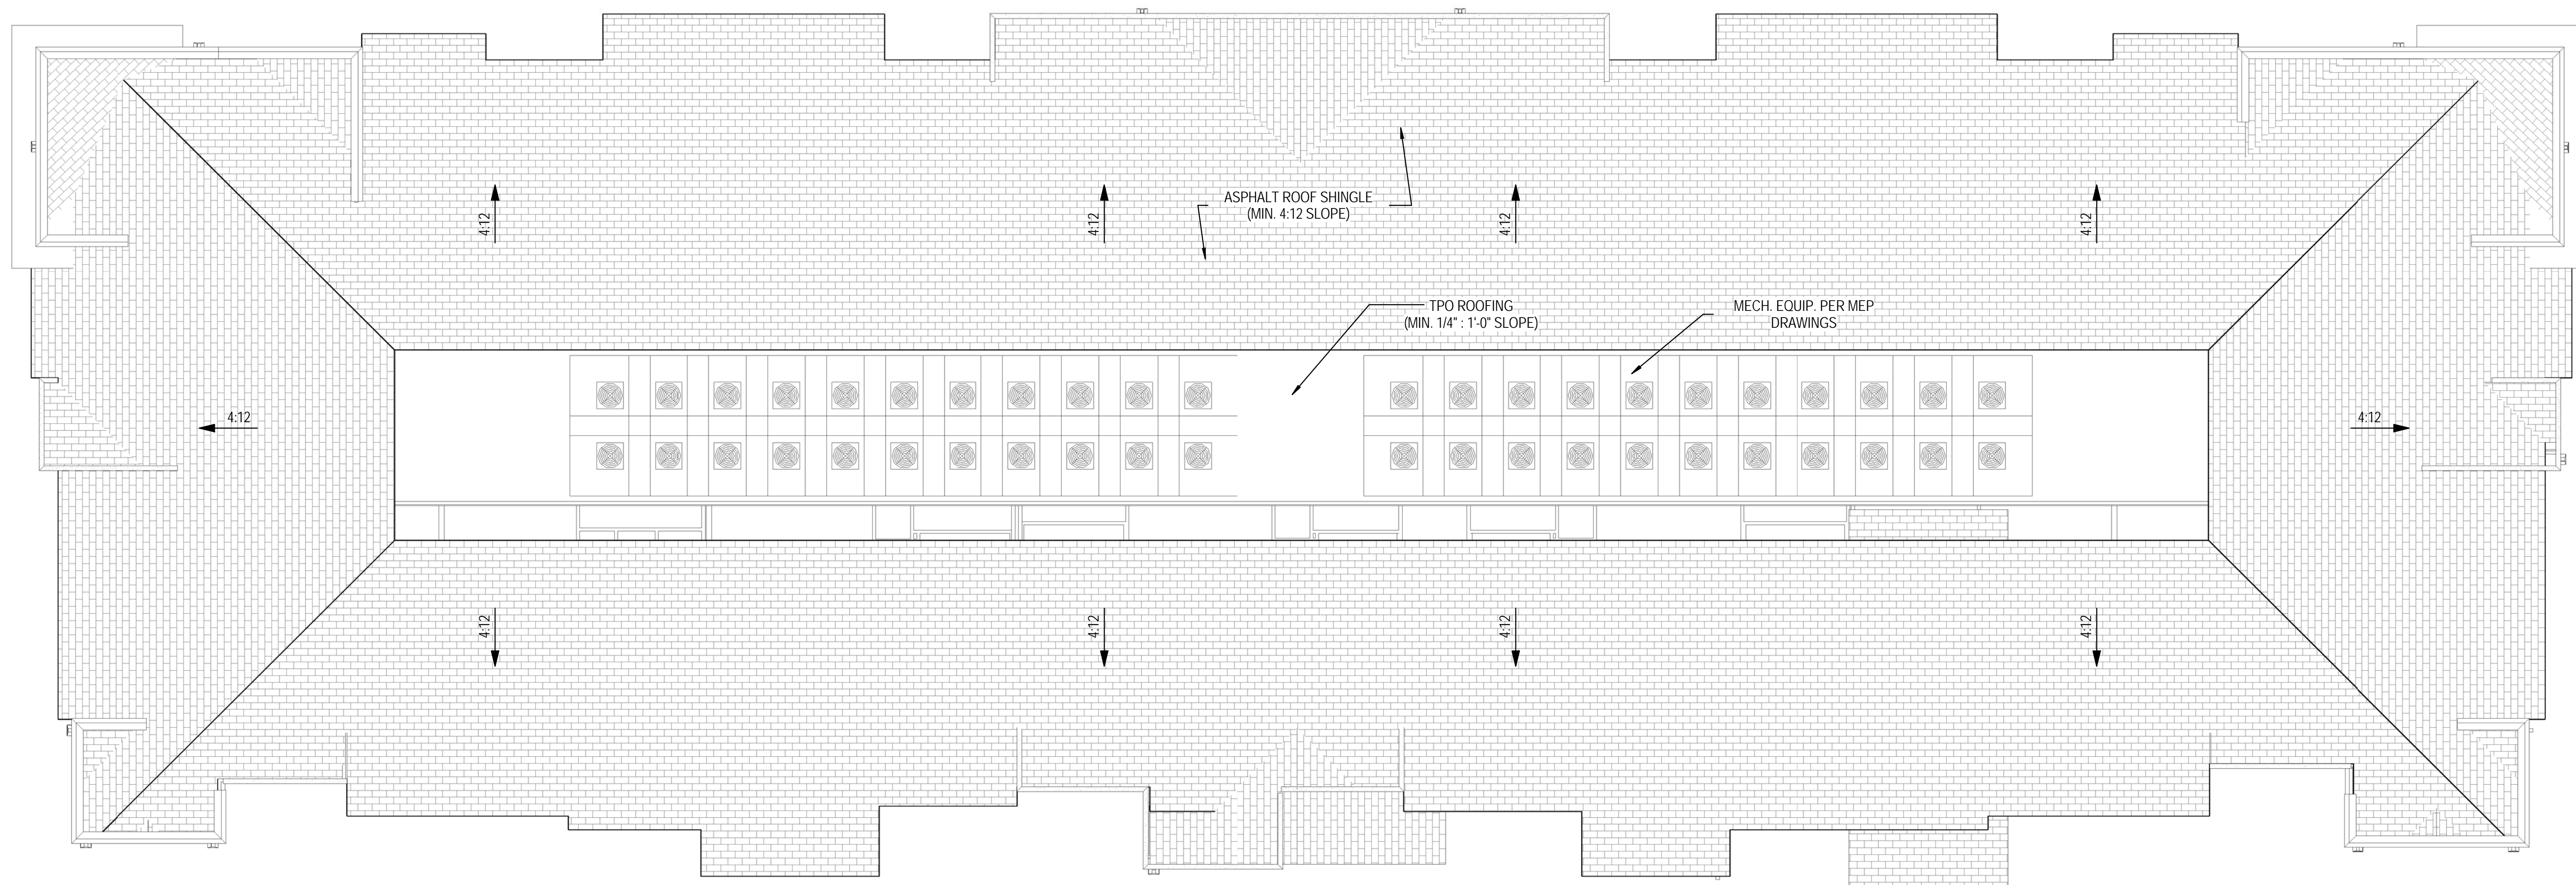 4:12
4:12
4:12
4:12
ASPHALT ROOF SHINGLE
(MIN. 4:12 SLOPE)
TPO ROOFING
(MIN. 1/4" : 1'-0" SLOPE)
MECH. EQUIP. PER MEP
DRAWINGS
4:12
4:12
4:12
4:12
4:12
4:12